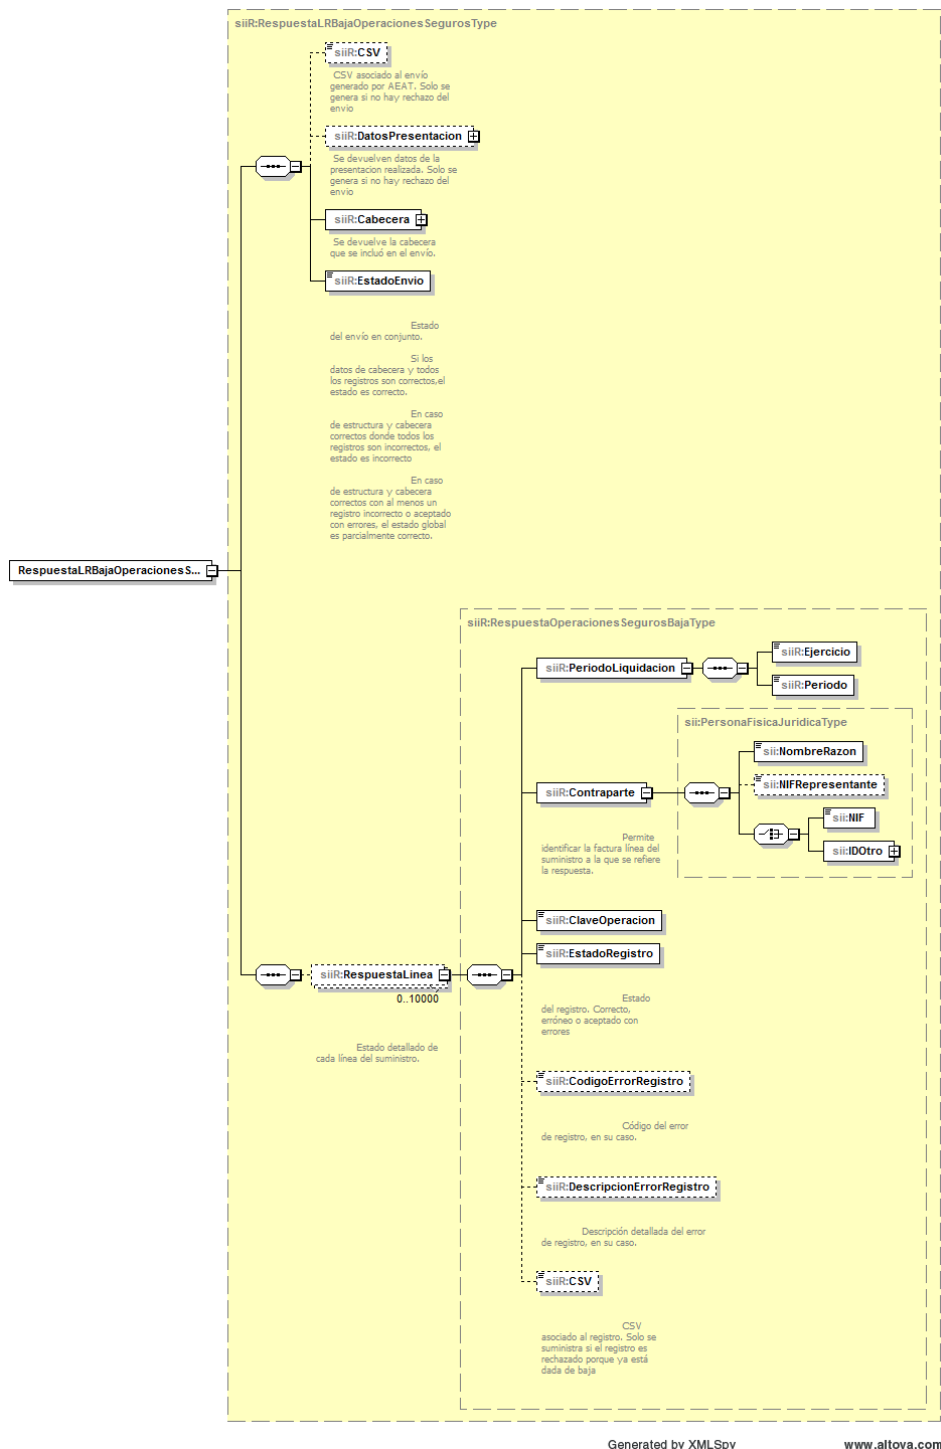 siiR:RespuestaLRBajaOperacionesSegurosType
siiR:CSV
CSV asociado al envío
generado por AEAT. Solo se
genera si no hay rechazo del
envio
siiR:DatosPresentacion
Se devuelven datos de la
presentacion realizada. Solo se
genera si no hay rechazo del
envio
siiR:Cabecera
Se devuelve la cabecera
que se incluó en el envío.
siiR:EstadoEnvio
Estado
del envío en conjunto.
Si los
datos de cabecera y todos
los registros son correctos,el
estado es correcto.
En caso
de estructura y cabecera
correctos donde todos los
registros son incorrectos, el
estado es incorrecto
En caso
de estructura y cabecera
correctos con al menos un
registro incorrecto o aceptado
con errores, el estado global
es parcialmente correcto.
RespuestaLRBajaOperacionesS...
siiR:RespuestaOperacionesSegurosBajaType
siiR:PeriodoLiquidacion
siiR:Ejercicio
siiR:Periodo
sii:PersonaFisicaJuridicaType
sii:NombreRazon
sii:NIFRepresentante
siiR:Contraparte
sii:NIF
sii:IDOtro
Permite
identificar la factura línea del
suministro a la que se refiere
la respuesta.
siiR:ClaveOperacion
siiR:EstadoRegistro
Estado
del registro. Correcto,
erróneo o aceptado con
errores
siiR:RespuestaLinea
0..10000
Estado detallado de
cada línea del suministro.
siiR:CodigoErrorRegistro
Código del error
de registro, en su caso.
siiR:DescripcionErrorRegistro
Descripción detallada del error
de registro, en su caso.
siiR:CSV
CSV
asociado al registro. Solo se
suministra si el registro es
rechazado porque ya está
dada de baja
Generated by XMLSpy
www.altova.com